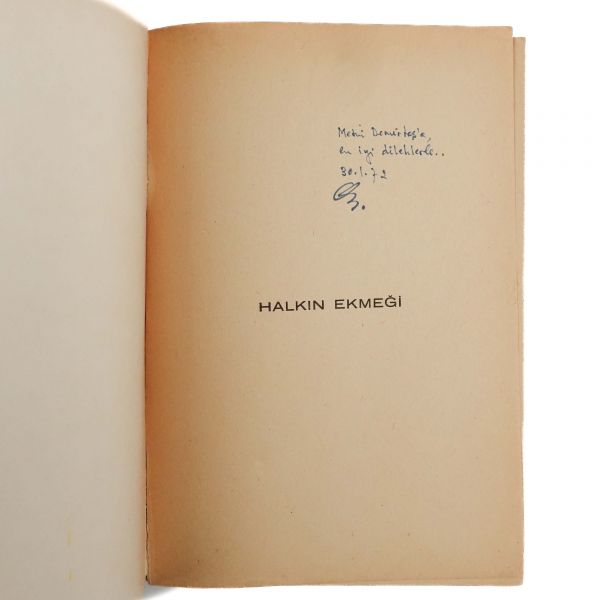 Metin Demirtaş'a,
en iyi dileklerle..
30.1.72
HALKIN EKMEĞİ